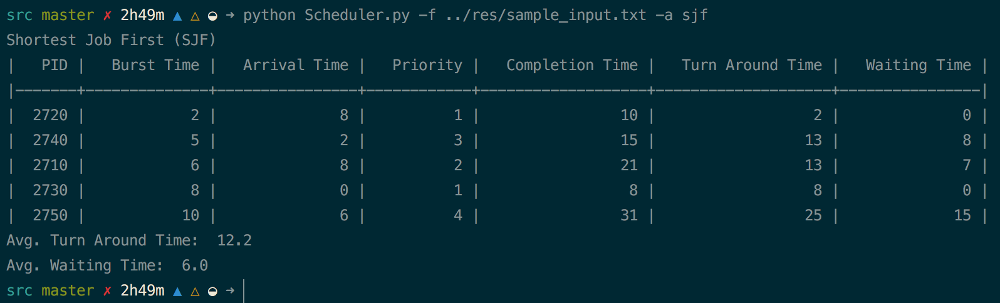 src master ✗ 2h49m ▲ △ ◒ ➜ python Scheduler.py -f ../res/sample_input.txt -a sjf
Shortest Job First (SJF)
|   PID |   Burst Time |   Arrival Time |   Priority |   Completion Time |   Turn Around Time |   Waiting Time |
|-------+--------------+----------------+------------+-------------------+--------------------+----------------|
|  2720 |            2 |              8 |          1 |                10 |                  2 |              0 |
|  2740 |            5 |              2 |          3 |                15 |                 13 |              8 |
|  2710 |            6 |              8 |          2 |                21 |                 13 |              7 |
|  2730 |            8 |              0 |          1 |                 8 |                  8 |              0 |
|  2750 |           10 |              6 |          4 |                31 |                 25 |             15 |
Avg. Turn Around Time:  12.2
Avg. Waiting Time:  6.0
src master ✗ 2h49m ▲ △ ◒ ➜